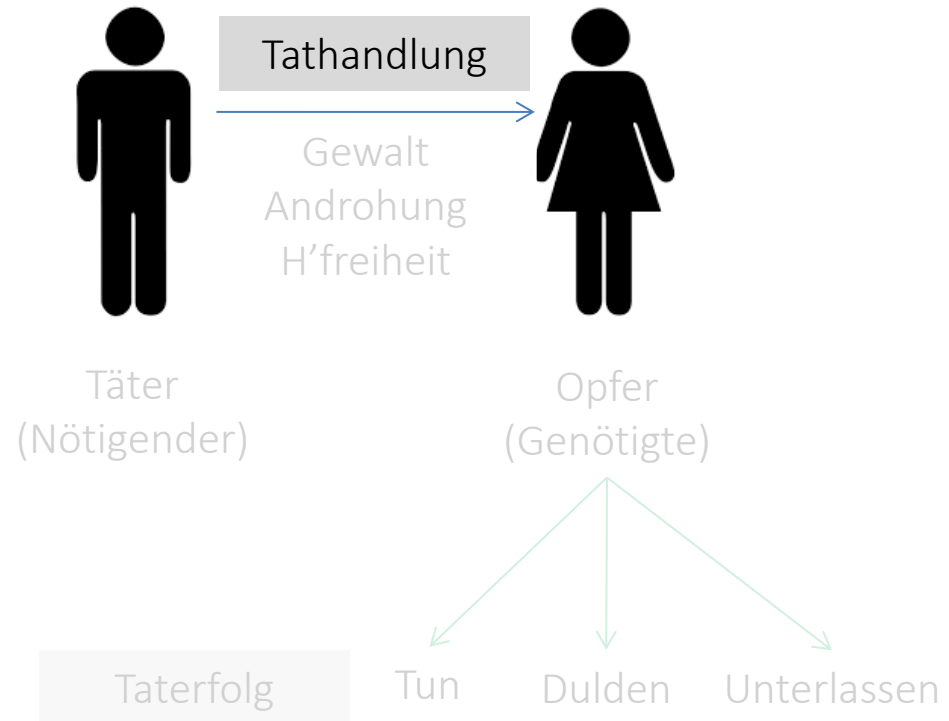 Tathandlung
Gewalt
Androhung
H’freiheit
Täter
(Nötigender)
Opfer
(Genötigte)
Taterfolg
Tun
Dulden
Unterlassen